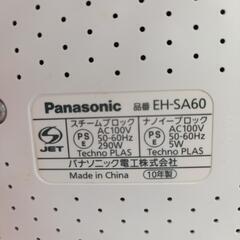 Panasonic 品番 EH-SA60
スチームブロック
AC100V
50-60Hz
290W
Techno PLAS
ナノイーブロック
AC100V
50-60Hz
5W
Techno PLAS
PS
E
PS
E
S
JET
パナソニック電工株式会社
Made in China 10年製